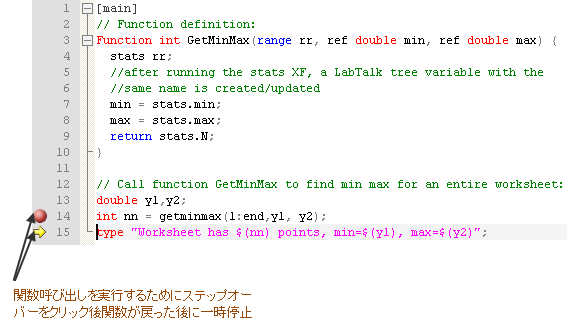 1 [main]
2 // Function definition:
3 Function int GetMinMax(range rr, ref double min, ref double max) {
4 stats rr;
5 //after running the stats XF, a LabTalk tree variable with the
6 //same name is created/updated
7 min = stats.min;
8 max = stats.max;
9 return stats.N;
10 }
11
12 // Call function GetMinMax to find min max for an entire worksheet:
13 double y1,y2;
14 int nn = getminmax(1:end,y1, y2);
15 type "Worksheet has $(nn) points, min=$(y1), max=$(y2)";
関数呼び出しを実行するためにステップオー
バーをクリック後関数が戻った後に一時停止